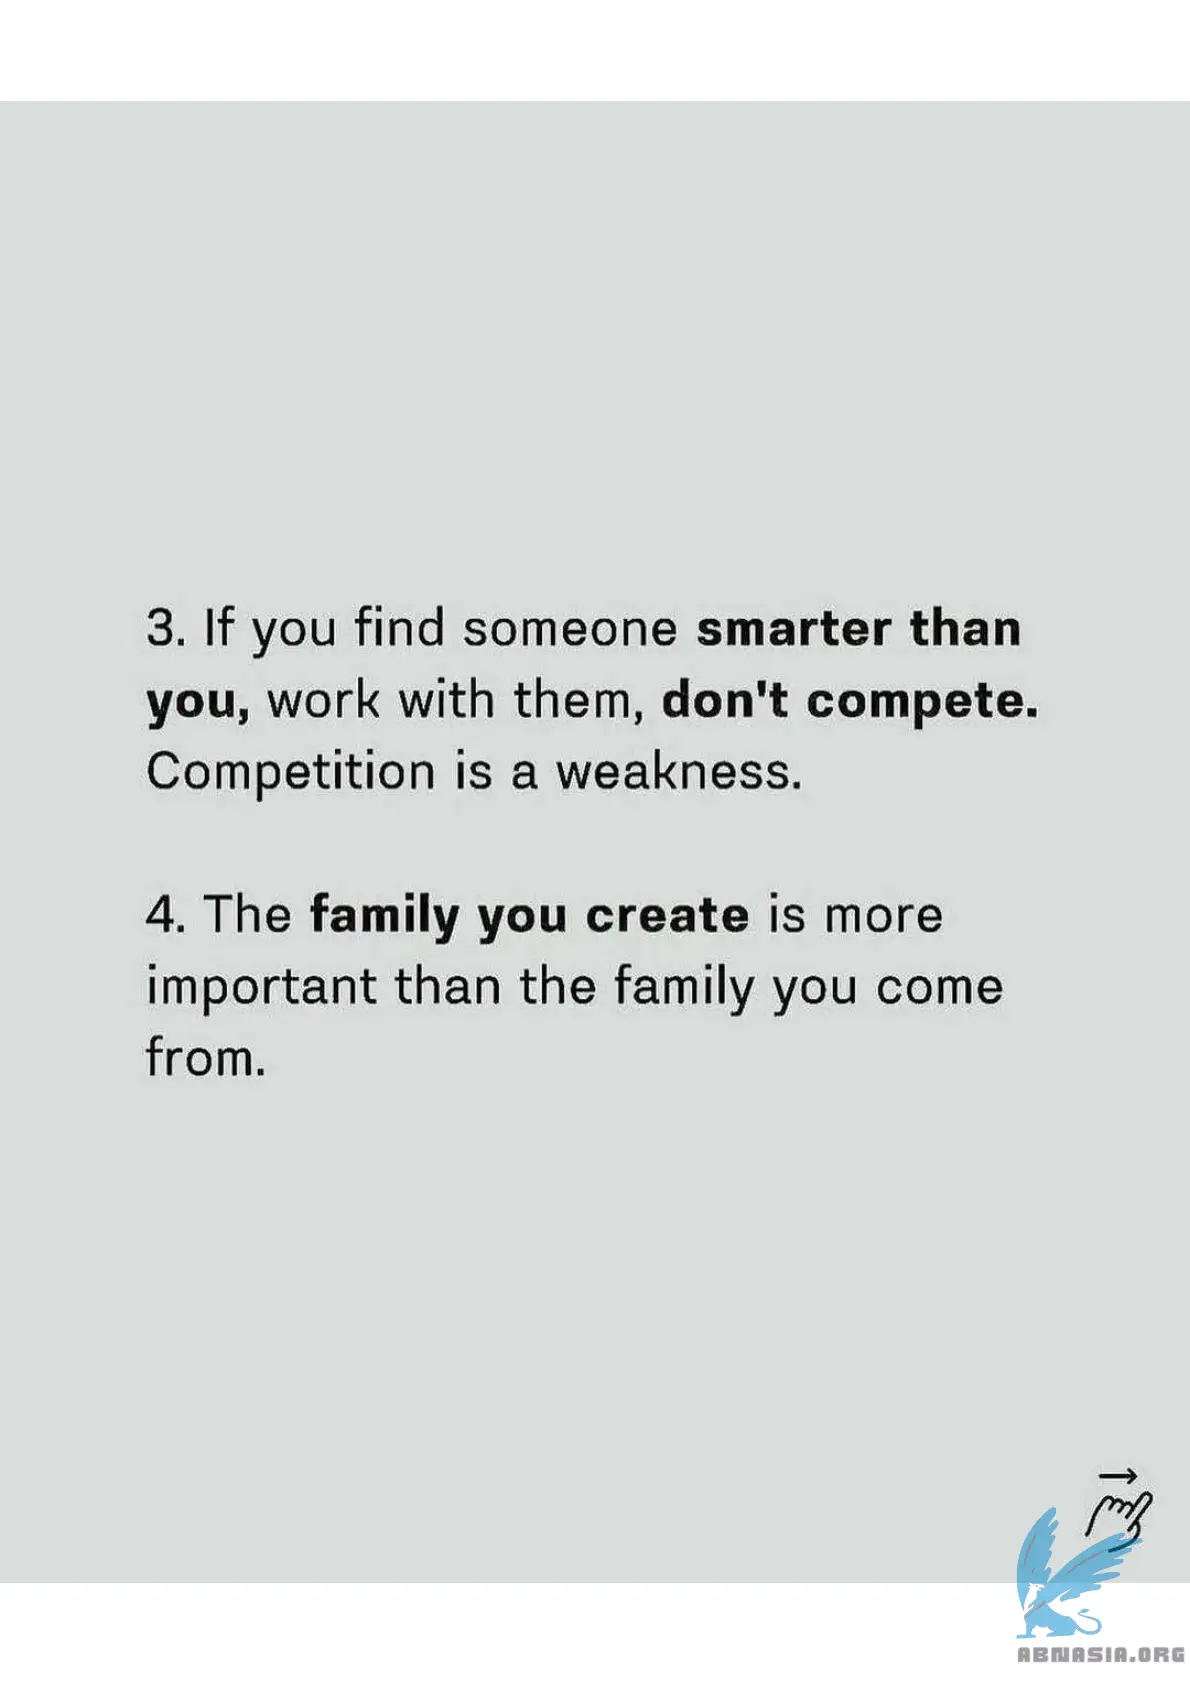 3. If you find someone smarter than
you, work with them, don't compete.
Competition is a weakness.
4. The family you create is more
important than the family you come
from.
ABNASIA.ORG